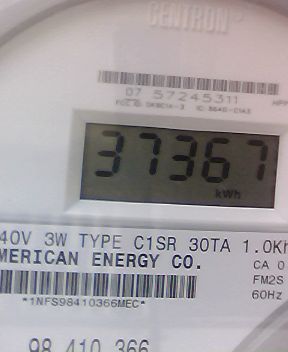 CENTRON
07 57245311
37367
kWh
40V 3W TYPE C1SR 30TA 1.0Kh
MERICAN ENERGY CO.
CA 0
FM2S
60Hz
*1NFS98410366MEC*
98 410 366